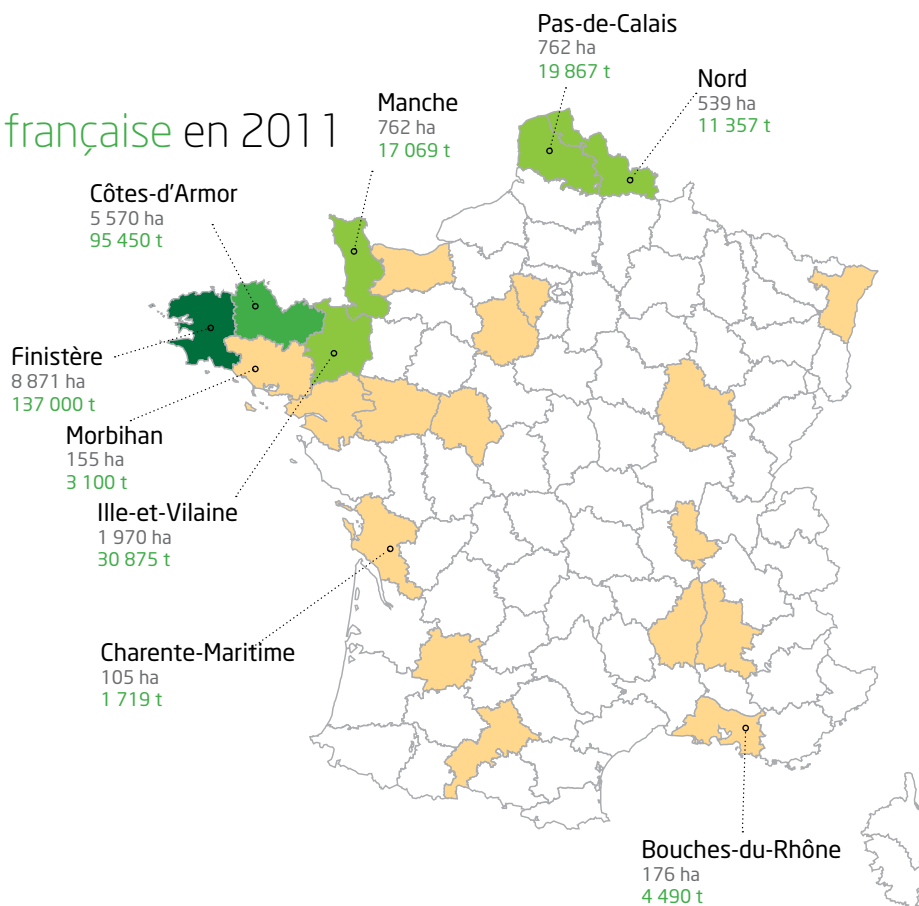 française en 2011
Pas-de-Calais
762 ha
19 867 t
Nord
539 ha
11 357 t
Manche
762 ha
17 069 t
Côtes-d'Armor
5 570 ha
95 450 t
Finistère
8 871 ha
137 000 t
Morbihan
155 ha
3 100 t
Ille-et-Vilaine
1 970 ha
30 875 t
Charente-Maritime
105 ha
1 719 t
Bouches-du-Rhône
176 ha
4 490 t